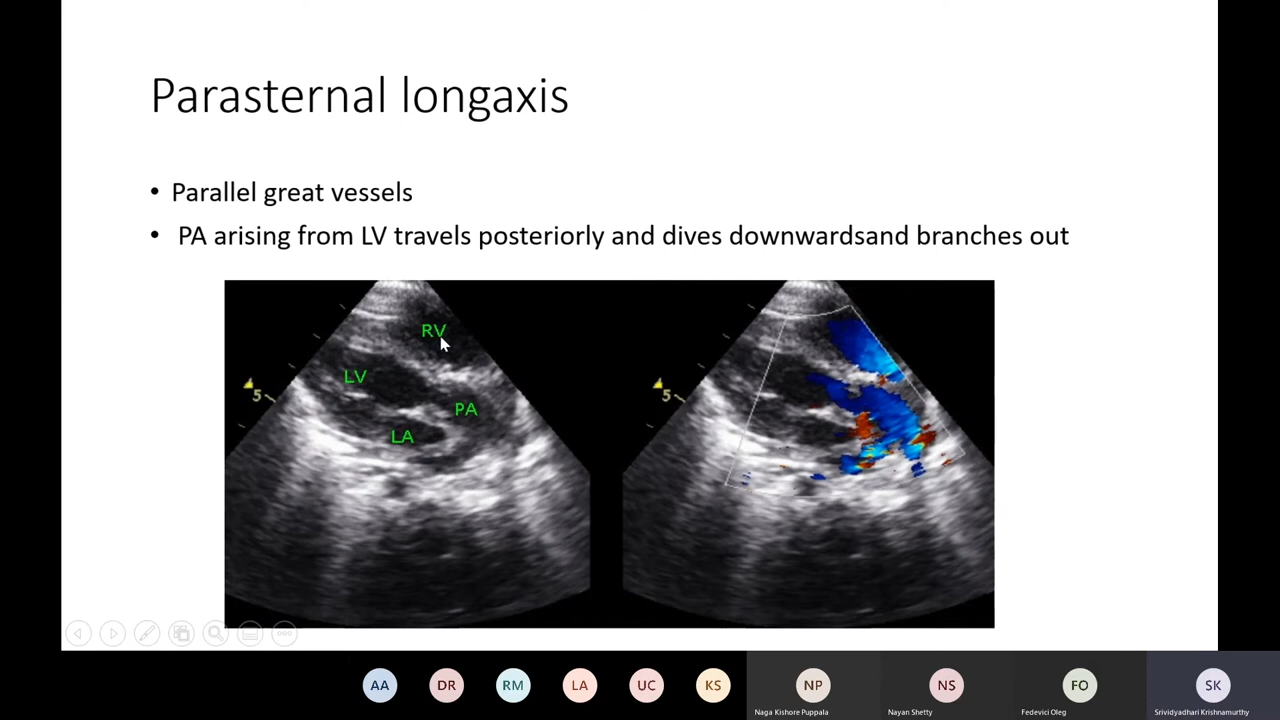 Parasternal longaxis
• Parallel great vessels
• PA arising from LV travels posteriorly and dives downwardsand branches out
RV
LV
PA
LA
5
5
AA DR RM LA UC KS NP NS FO SK
Naga Kishore Puppala Nayan Shetty Fedevici Oleg Srividyadhari Krishnamurthy